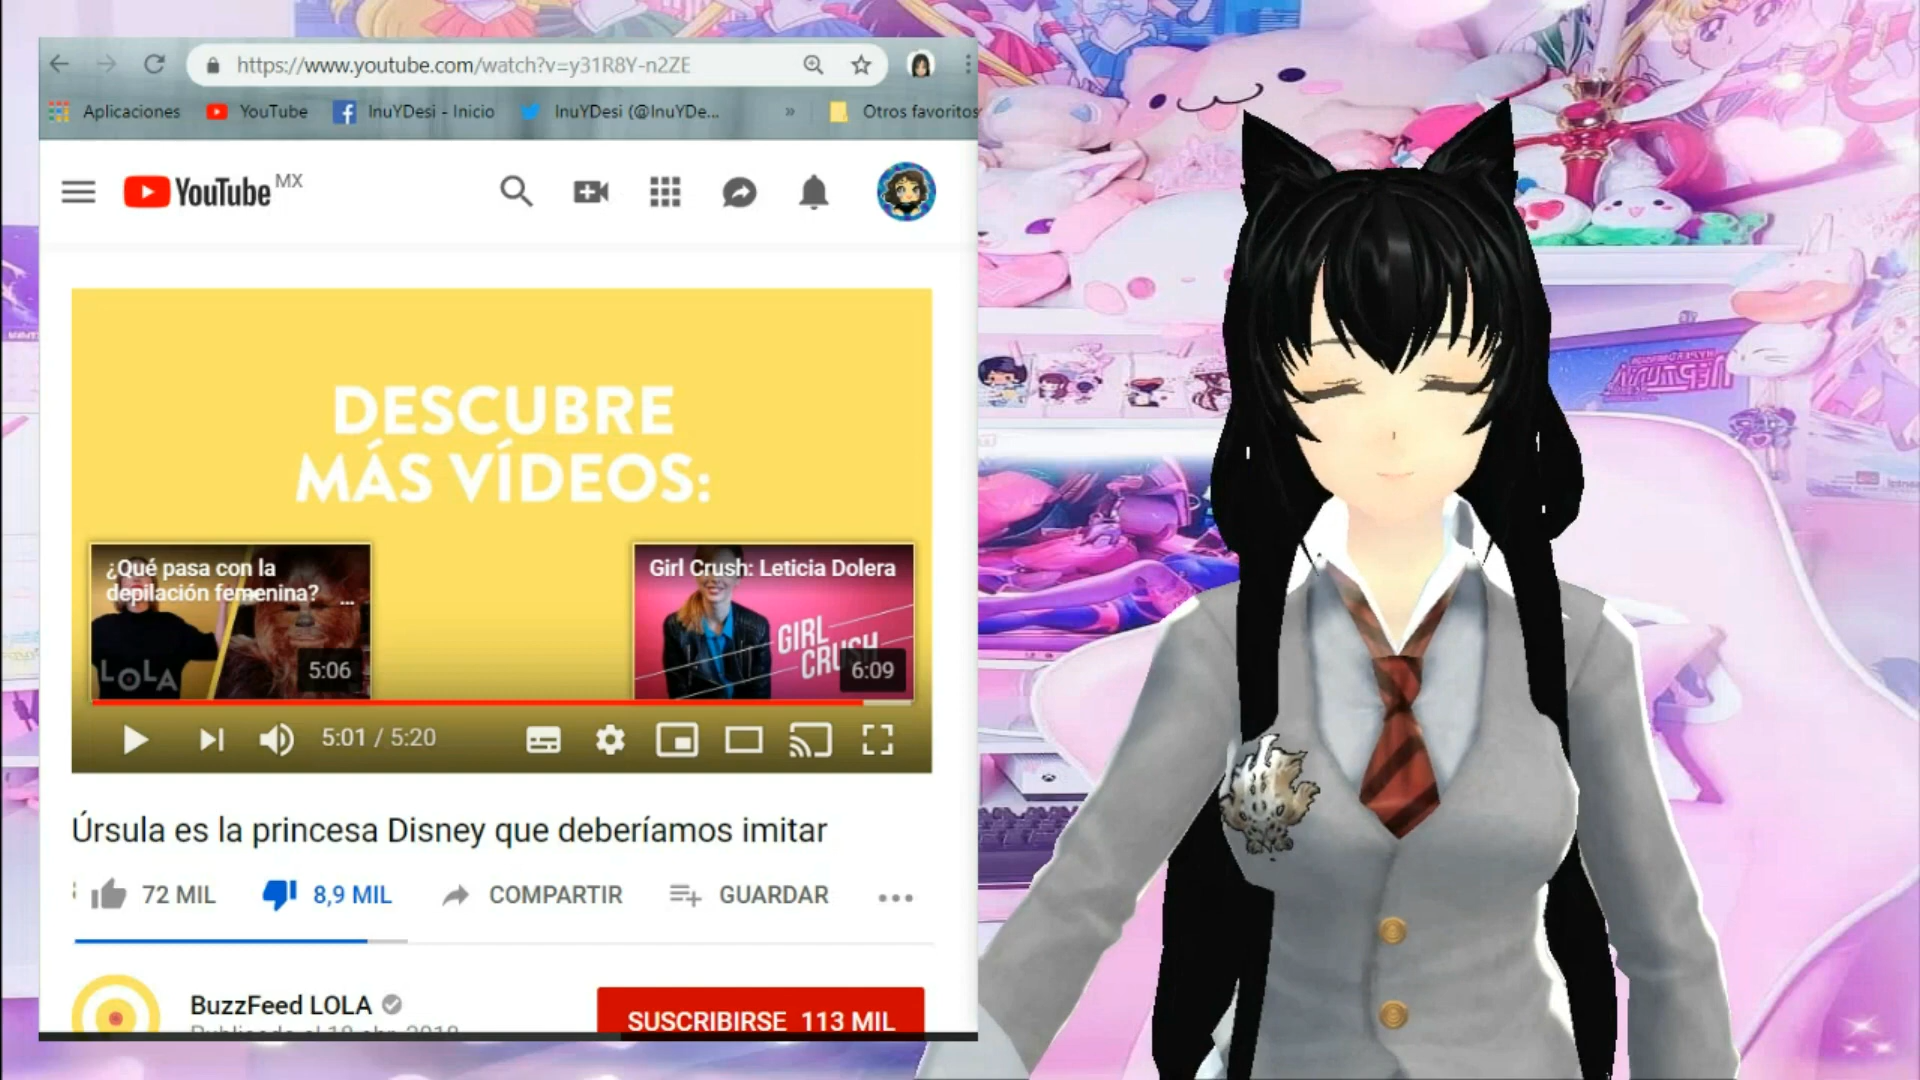 https://www.youtube.com/watch?v=y31R8Y-n2ZE
Aplicaciones YouTube InuYDesi - Inicio InuYDesi (@InuYDe... » Otros favoritos
YouTube MX
DESCUBRE
MÁS VÍDEOS:
¿Qué pasa con la
depilación femenina? ...
LOLA
5:06
Girl Crush: Leticia Dolera
GIRL
CRUSH
6:09
5:01 / 5:20
Úrsula es la princesa Disney que deberíamos imitar
72 MIL 8,9 MIL COMPARTIR GUARDAR
BuzzFeed LOLA
SUSCRIBIRSE 113 MIL